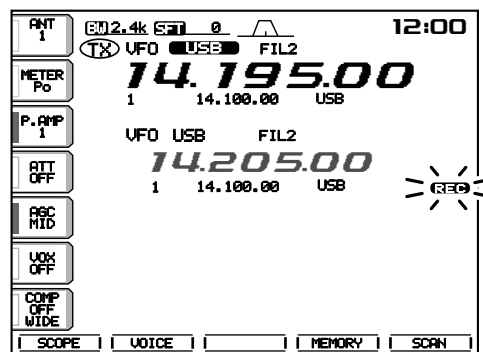 ANT
1
BW 2.4k SFT 0
12:00
TX VFO USB FIL2
14.195.00
1 14.100.00 USB
METER
Po
P.AMP
1
VFO USB FIL2
14.205.00
1 14.100.00 USB
ATT
OFF
REC
AGC
MID
VOX
OFF
COMP
OFF
WIDE
SCOPE VOICE MEMORY SCAN